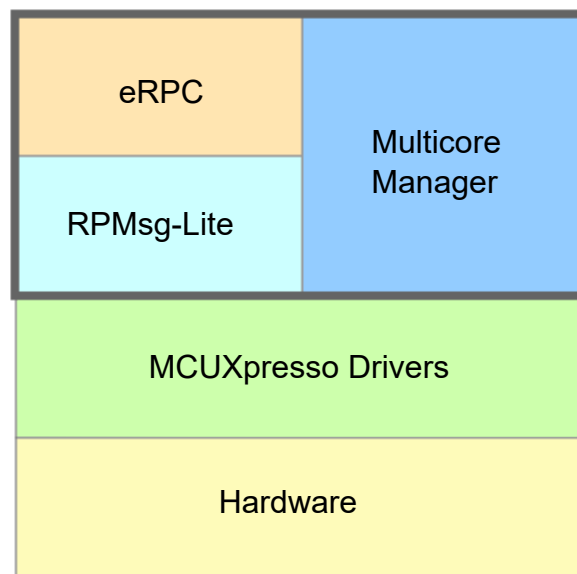 eRPC
Multicore
Manager
RPMsg-Lite
MCUXpresso Drivers
Hardware